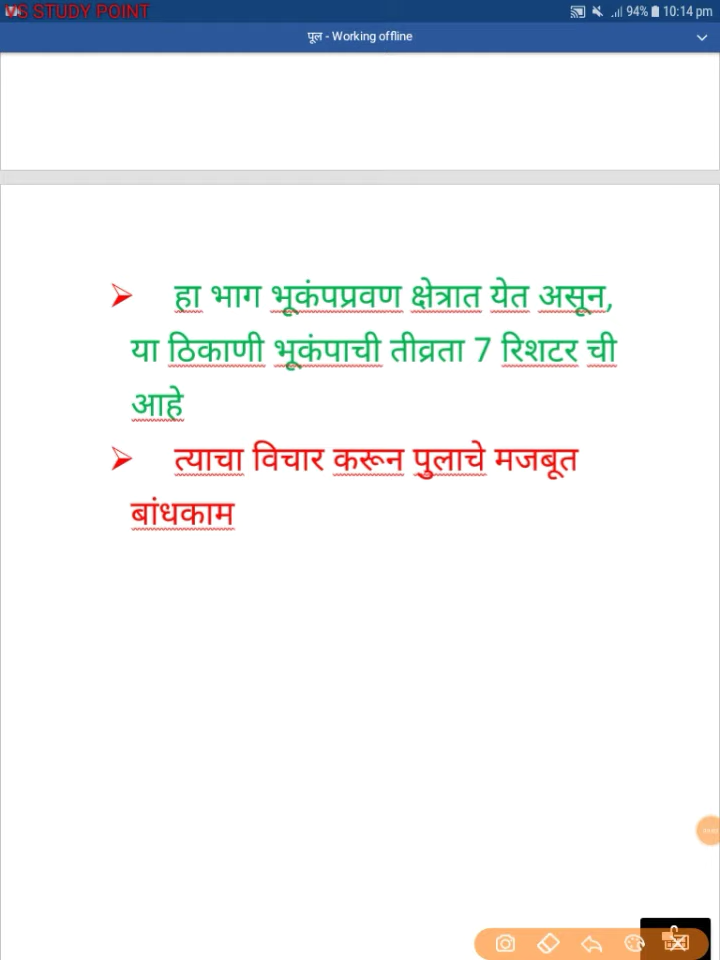 VS STUDY POINT
94% 10:14 pm
पूल - Working offline
हा भाग भूकंपप्रवण क्षेत्रात येत असून,
या ठिकाणी भूकंपाची तीव्रता 7 रिशटर ची
आहे
त्याचा विचार करून पुलाचे मजबूत
बांधकाम